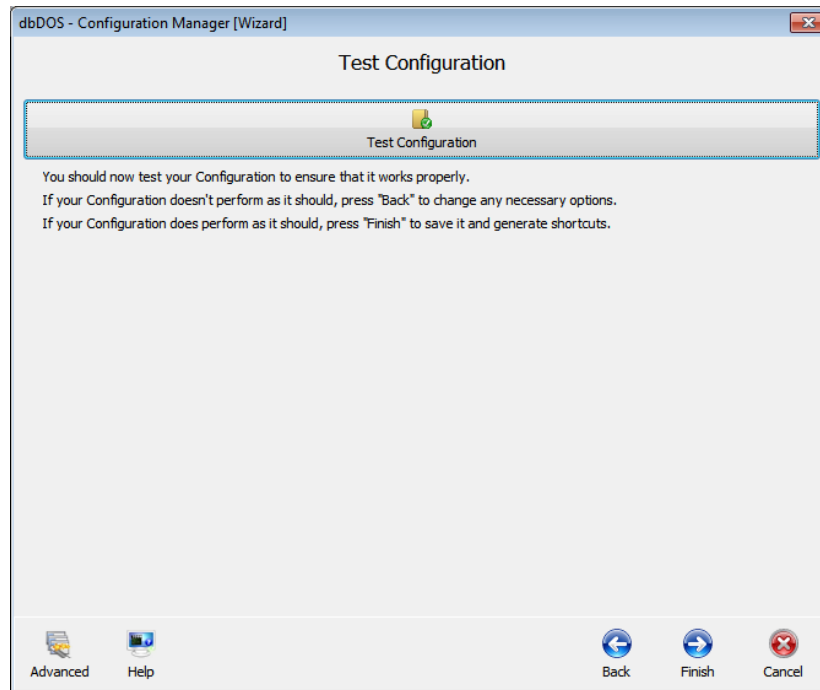 dbDOS - Configuration Manager [Wizard]
Test Configuration
Test Configuration
You should now test your Configuration to ensure that it works properly.
If your Configuration doesn't perform as it should, press "Back" to change any necessary options.
If your Configuration does perform as it should, press "Finish" to save it and generate shortcuts.
Advanced Help Back Finish Cancel